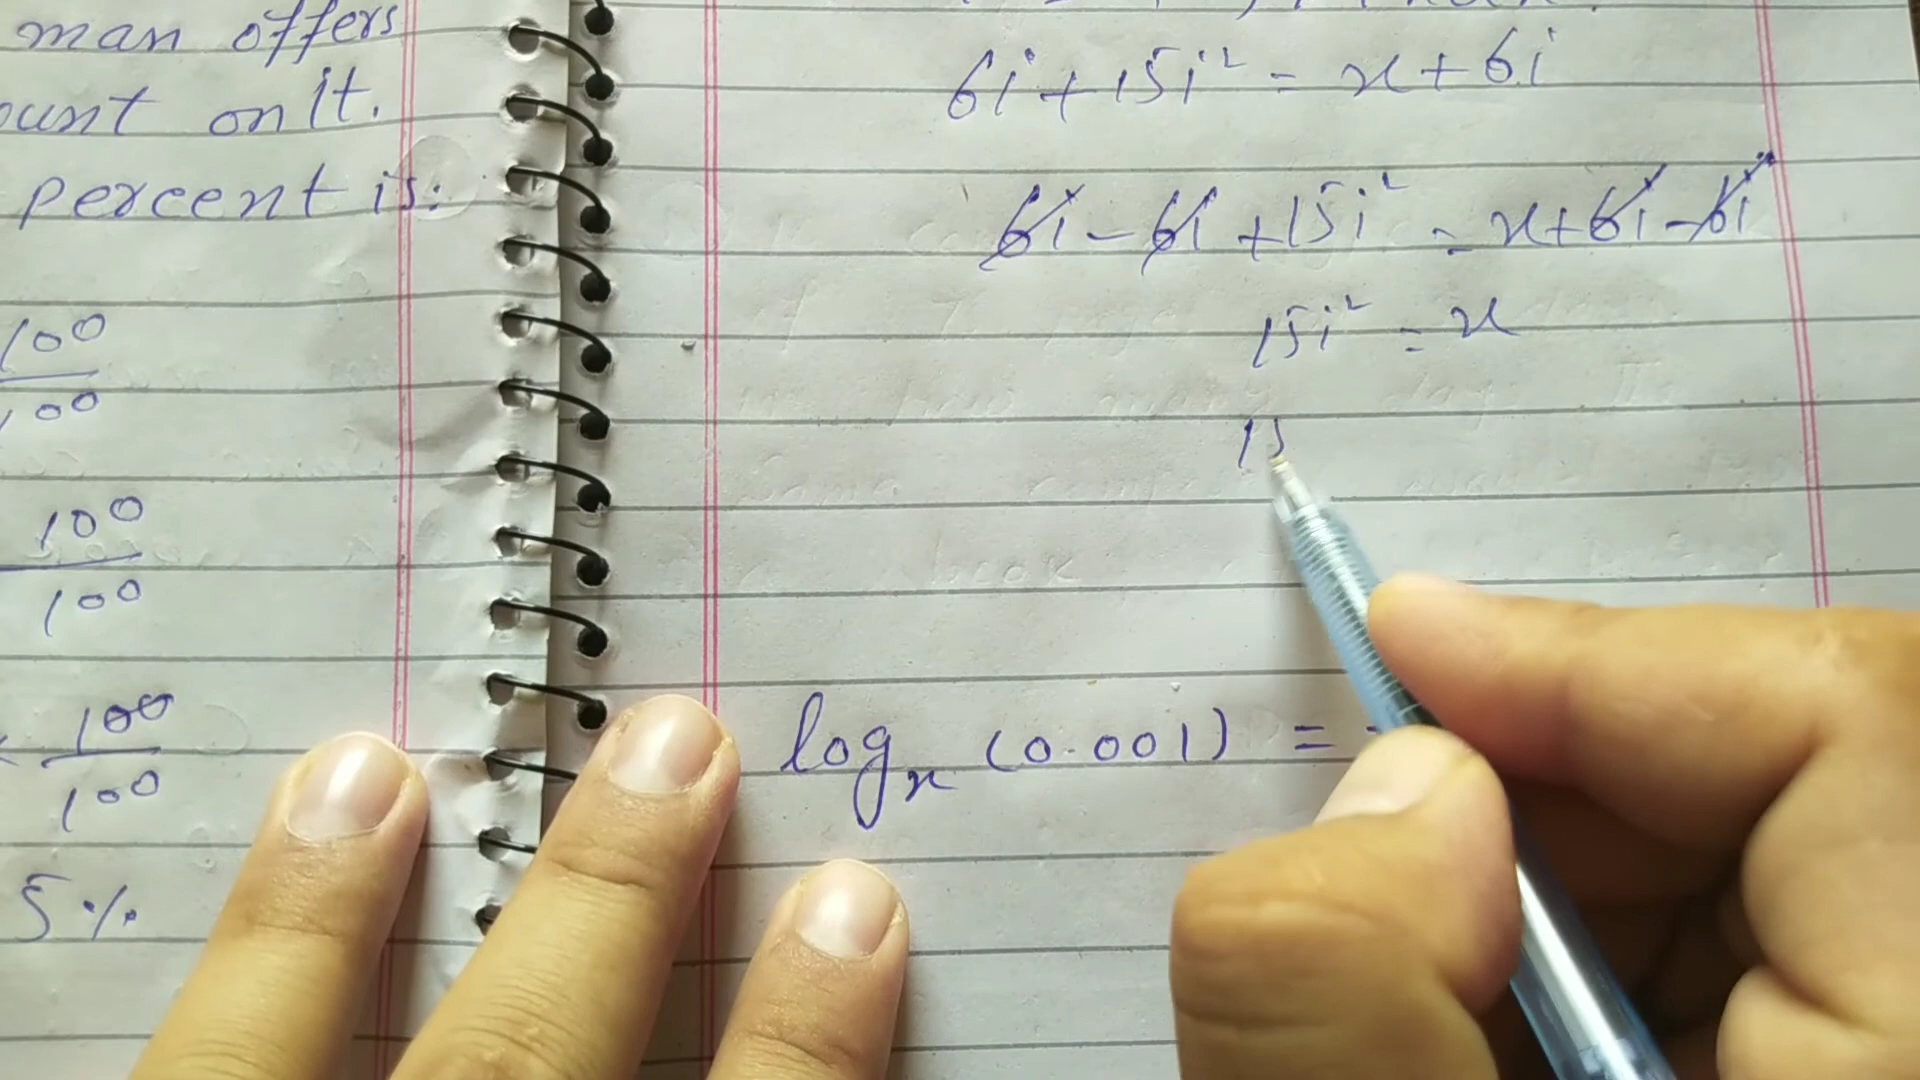 man offers
on it.
percent is:
100
100
100
100
100
100
5 %
6i + 15i² = x + 6i
6i - 6i + 15i² = x + 6i - 6i
15i² = x
15
logₓ (0.001) =